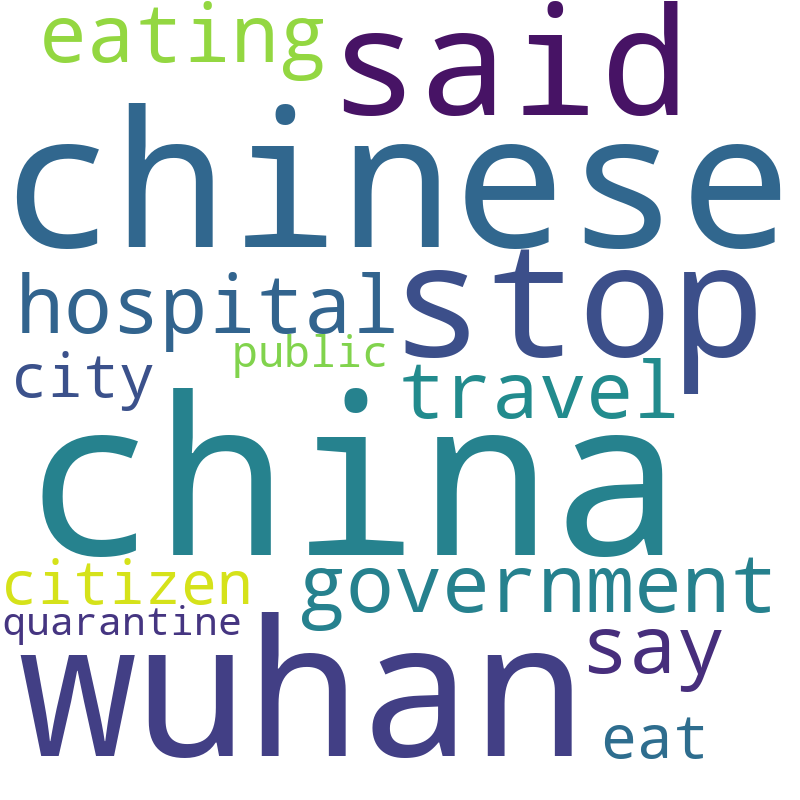 eating said
chinese
hospital stop
public
city travel
china
citizen government
quarantine
wuhan say
eat